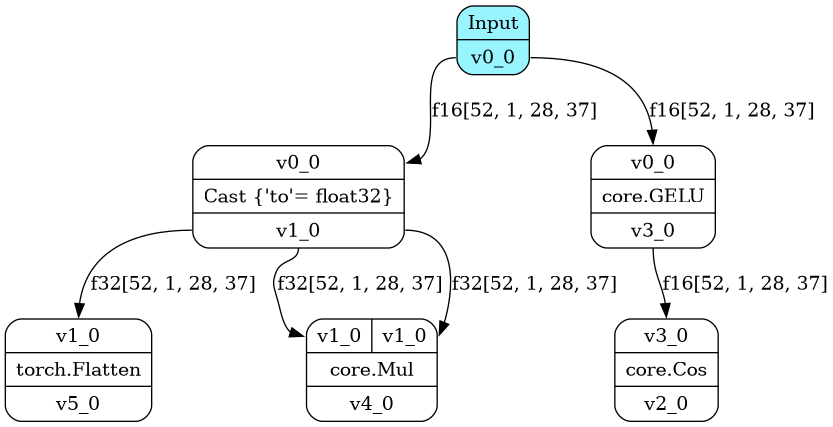 Input
v0_0
f16[52, 1, 28, 37]
f16[52, 1, 28, 37]
v0_0
Cast {'to'= float32}
v1_0
v0_0
core.GELU
v3_0
f32[52, 1, 28, 37]
f32[52, 1, 28, 37]
f32[52, 1, 28, 37]
f16[52, 1, 28, 37]
v1_0
torch.Flatten
v5_0
v1_0 v1_0
core.Mul
v4_0
v3_0
core.Cos
v2_0